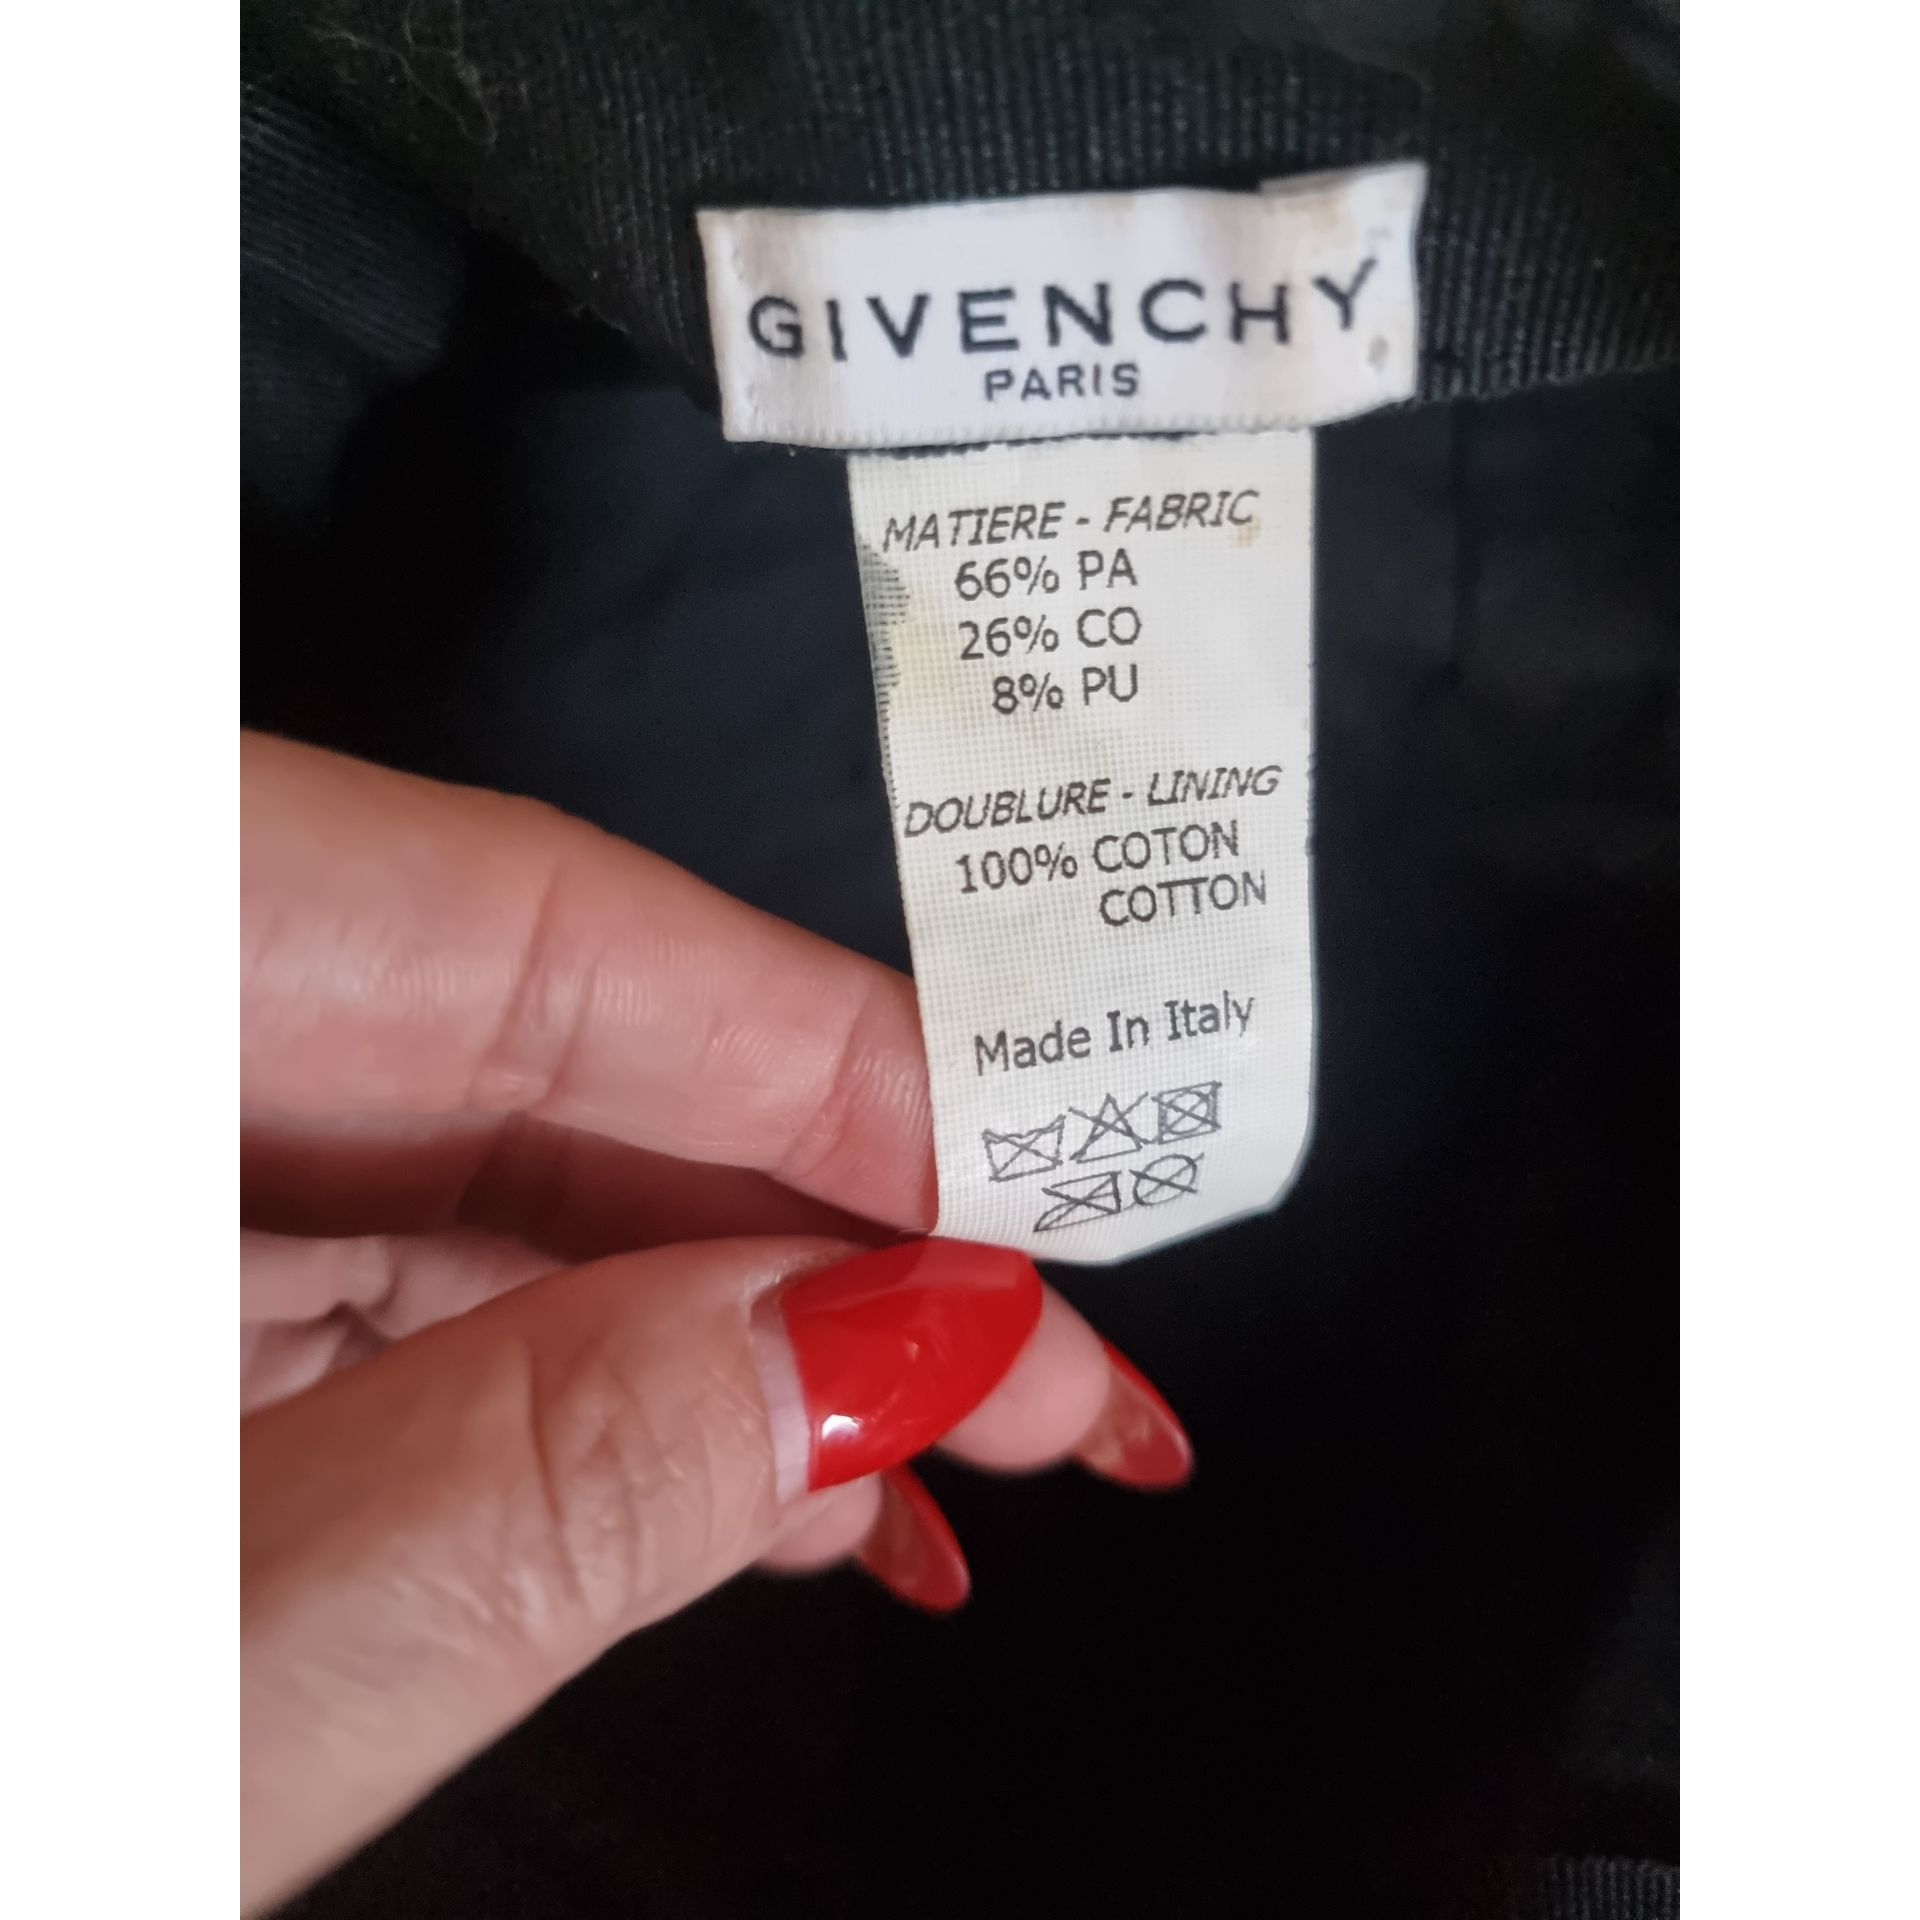 GIVENCHY
PARIS
MATIERE - FABRIC
66% PA
26% CO
8% PU
DOUBLURE - LINING
100% COTON
COTTON
Made In Italy